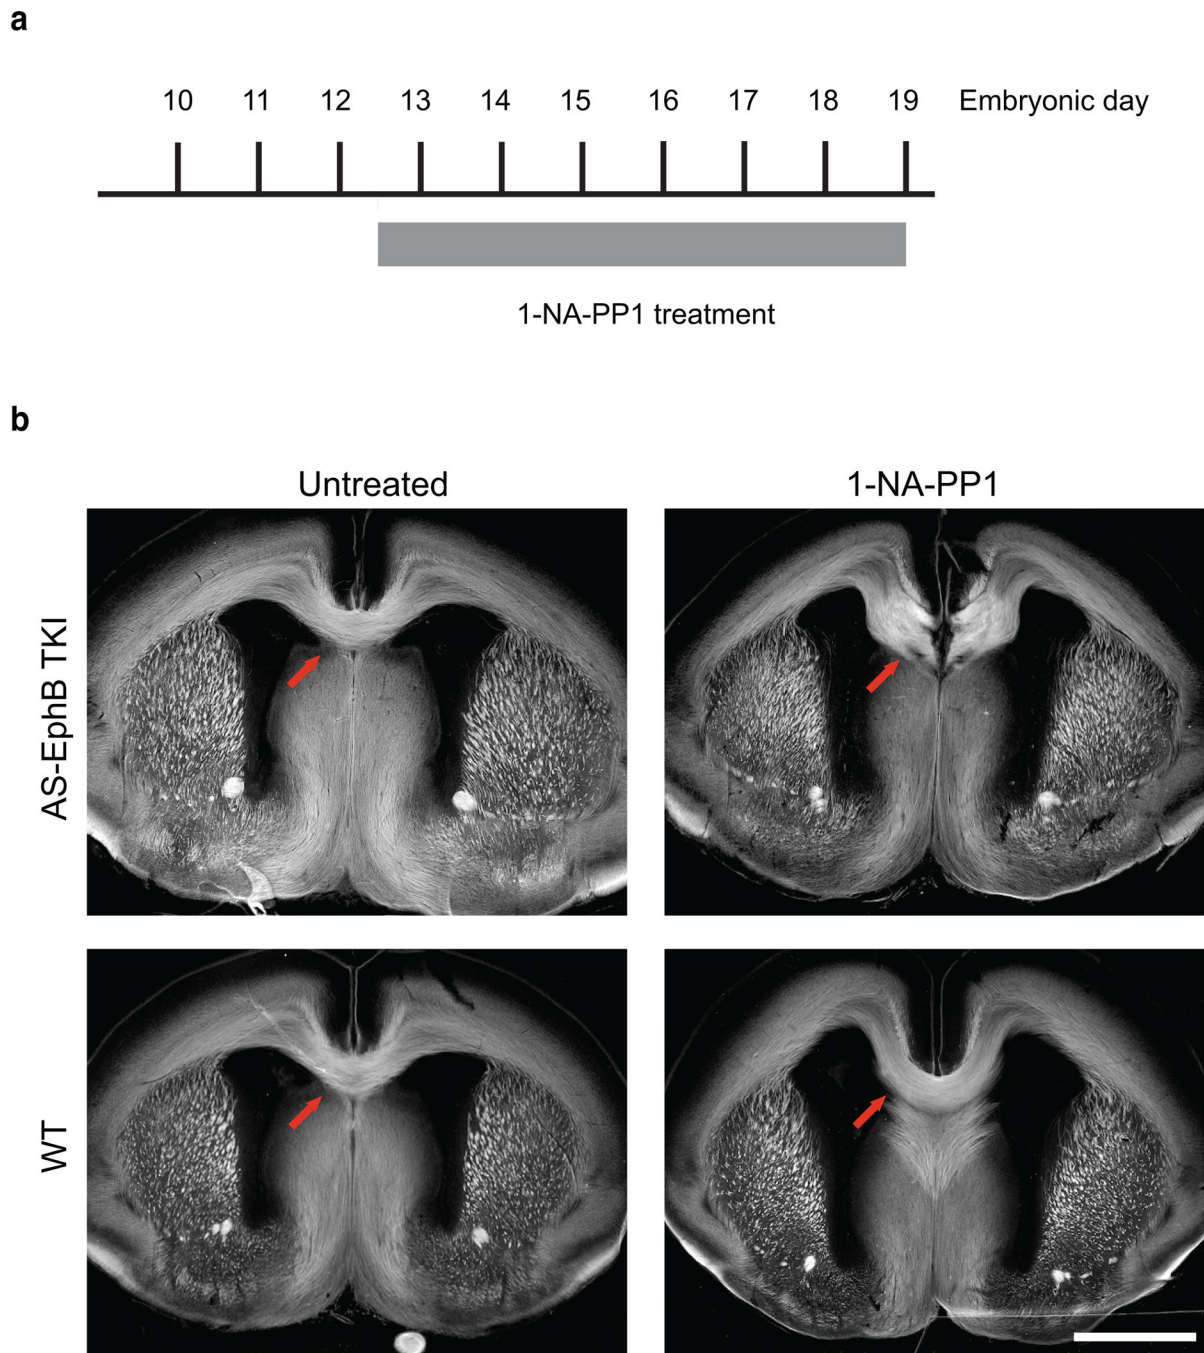 a
10 11 12 13 14 15 16 17 18 19 Embryonic day
1-NA-PP1 treatment
b
Untreated 1-NA-PP1
AS-EphB TKI
WT